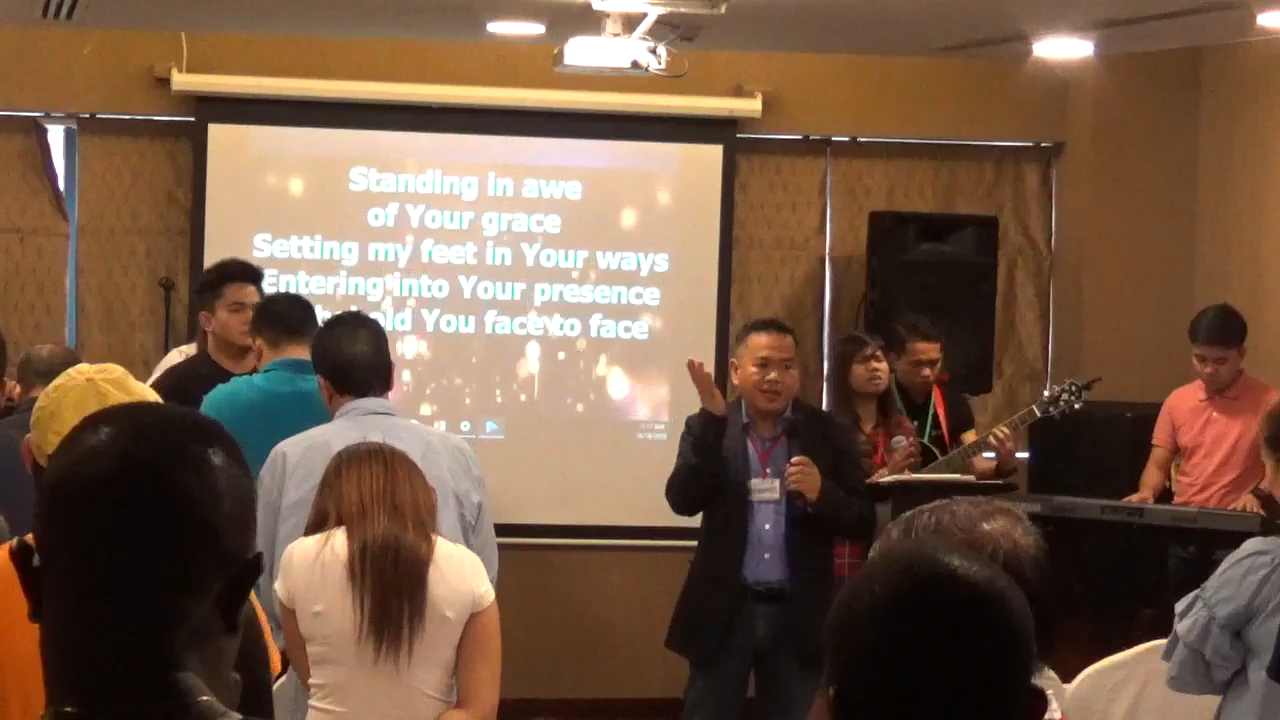 Standing in awe
of Your grace
Setting my feet in Your ways
Entering into Your presence
You face to face